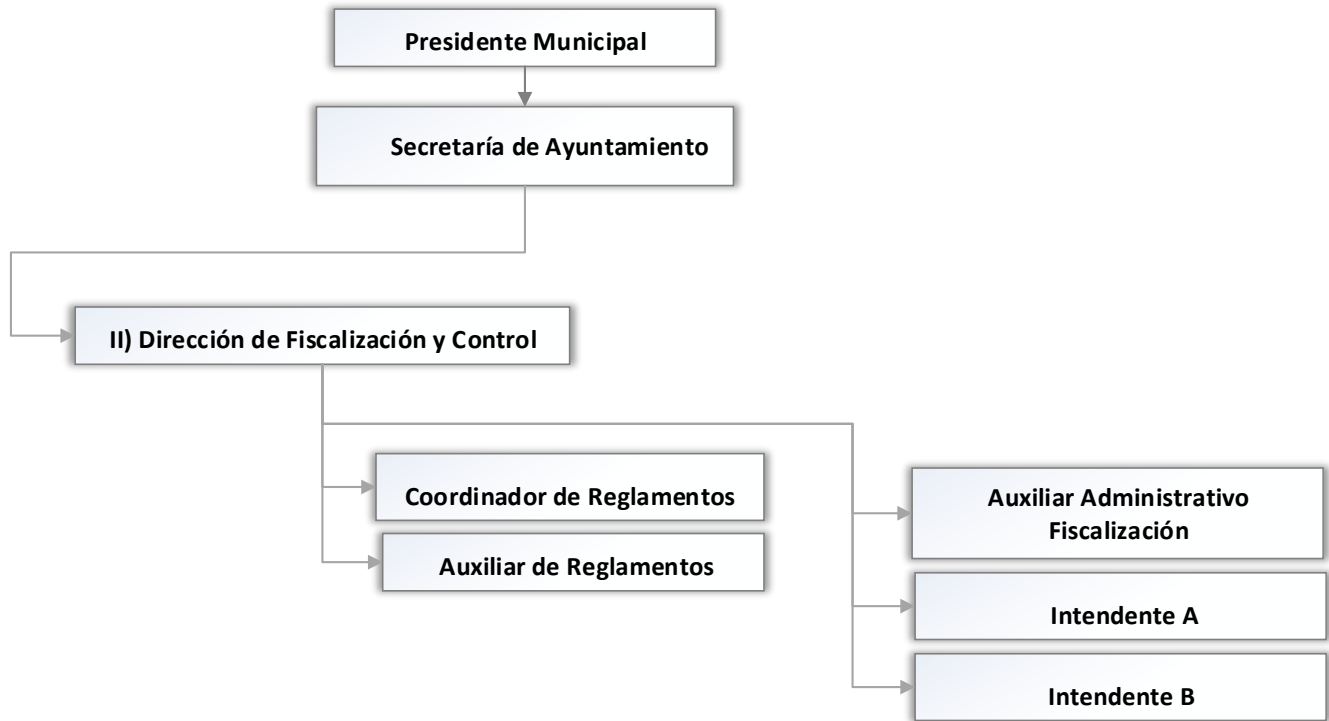 Presidente Municipal
Secretaría de Ayuntamiento
II) Dirección de Fiscalización y Control
Coordinador de Reglamentos
Auxiliar de Reglamentos
Auxiliar Administrativo
Fiscalización
Intendente A
Intendente B